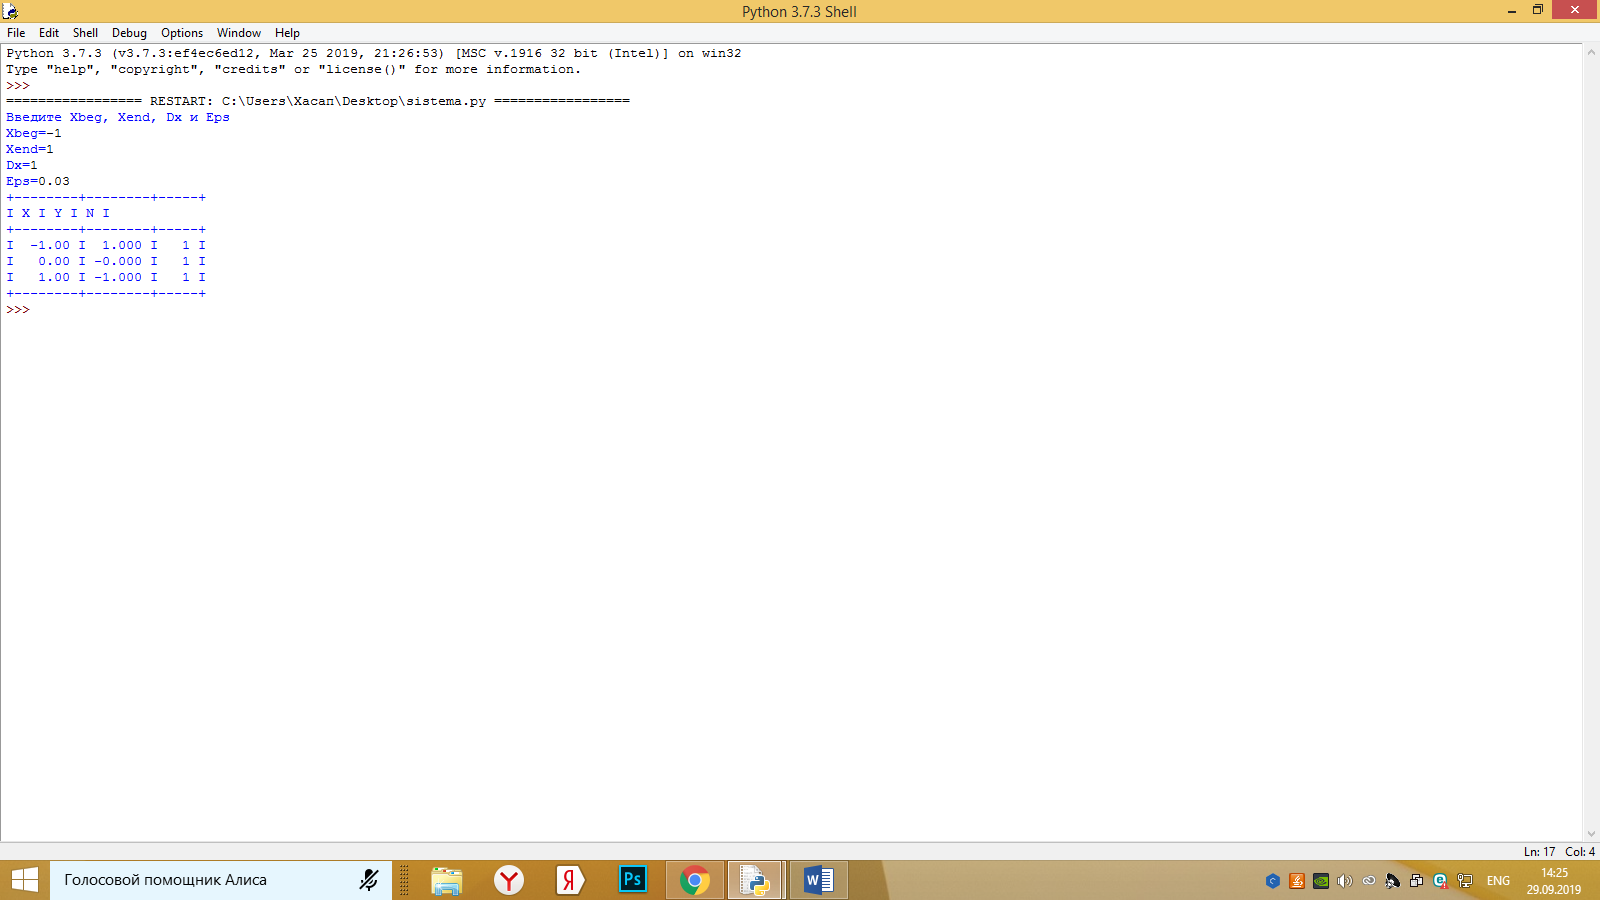 Python 3.7.3 Shell
File Edit Shell Debug Options Window Help
Python 3.7.3 (v3.7.3:ef4ec6ed12, Mar 25 2019, 21:26:53) [MSC v.1916 32 bit (Intel)] on win32
Type "help", "copyright", "credits" or "license()" for more information.
>>>
================= RESTART: C:\Users\Хасап\Desktop\sistema.py =================
Введите Xbeg, Xend, Dx и Eps
Xbeg=-1
Xend=1
Dx=1
Eps=0.03
+--------+--------+-----+
I X I Y I N I
+--------+--------+-----+
I  -1.00 I  1.000 I   1 I
I   0.00 I -0.000 I   1 I
I   1.00 I -1.000 I   1 I
+--------+--------+-----+
>>>
Ln: 17 Col: 4
Голосовой помощник Алиса
Я
Ps
W
ENG
14:25
29.09.2019